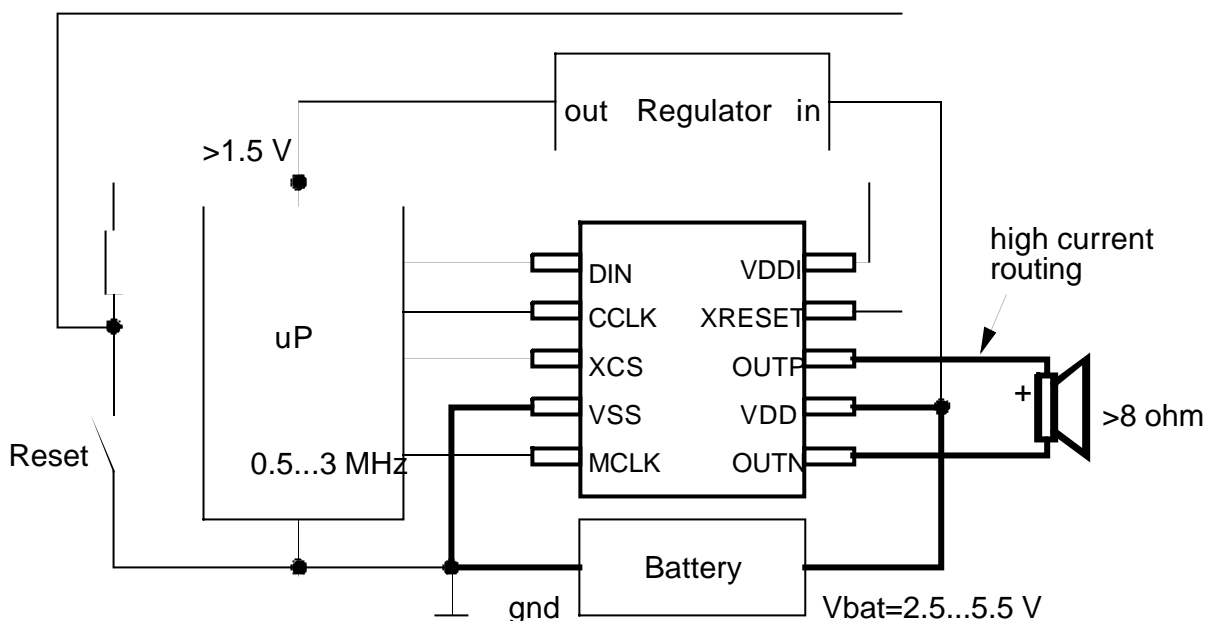 out Regulator in
>1.5 V
high current
routing
DIN
VDDI
CCLK
XRESET
uP
XCS
OUTP
+
VSS
VDD
>8 ohm
Reset
0.5...3 MHz
MCLK
OUTN
Battery
gnd
Vbat=2.5...5.5 V